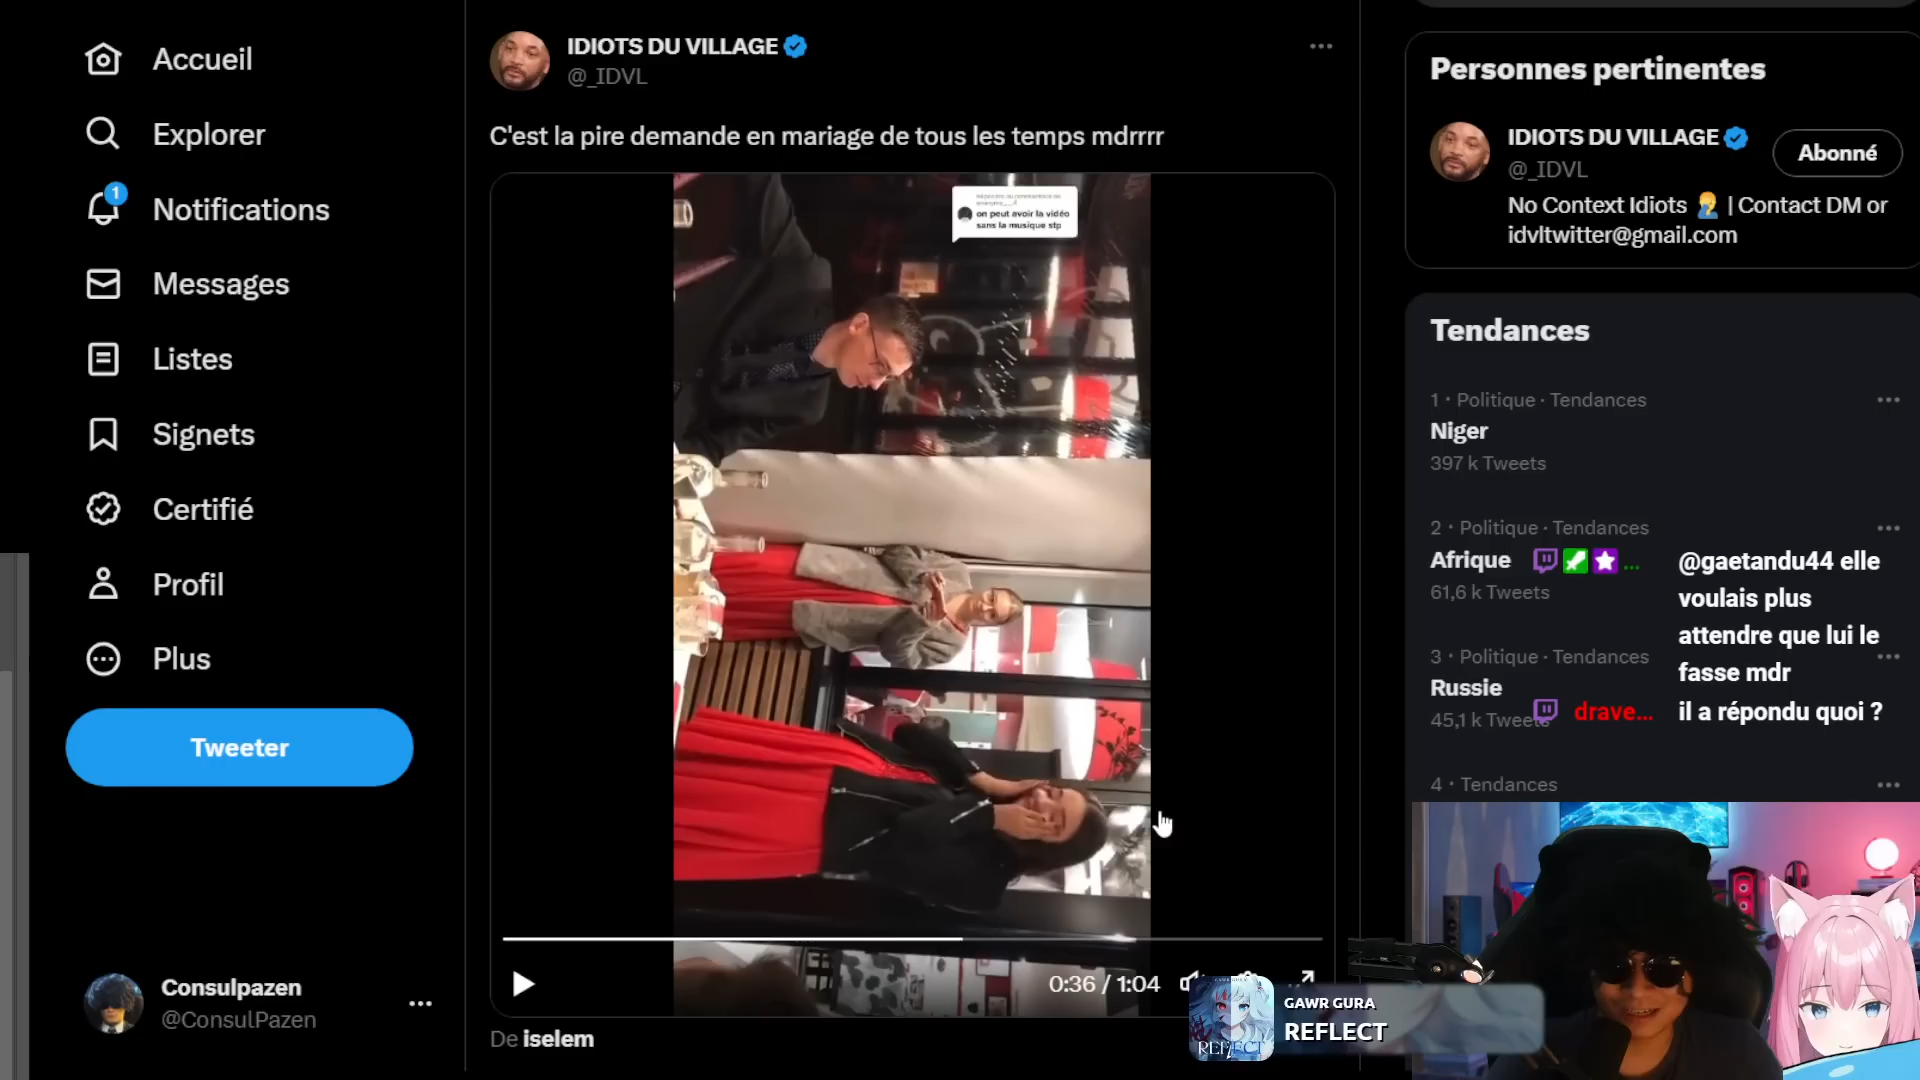 Accueil
Explorer
1
Notifications
Messages
Listes
Signets
Certifié
Profil
Plus
Tweeter
Consulpazen
@ConsulPazen
IDIOTS DU VILLAGE
@_IDVL
C'est la pire demande en mariage de tous les temps mdrrrr
on peut avoir la vidéo
sans la musique stp
0:36 / 1:04
De iselem
GAWR GURA
REFLECT
Personnes pertinentes
IDIOTS DU VILLAGE
@_IDVL
Abonné
No Context Idiots | Contact DM or
idvltwitter@gmail.com
Tendances
1 · Politique · Tendances
Niger
397 k Tweets
2 · Politique · Tendances
Afrique
61,6 k Tweets
3 · Politique · Tendances
Russie
45,1 k Tweets
4 · Tendances
... @gaetandu44 elle
voulais plus
attendre que lui le
fasse mdr
drave... il a répondu quoi ?